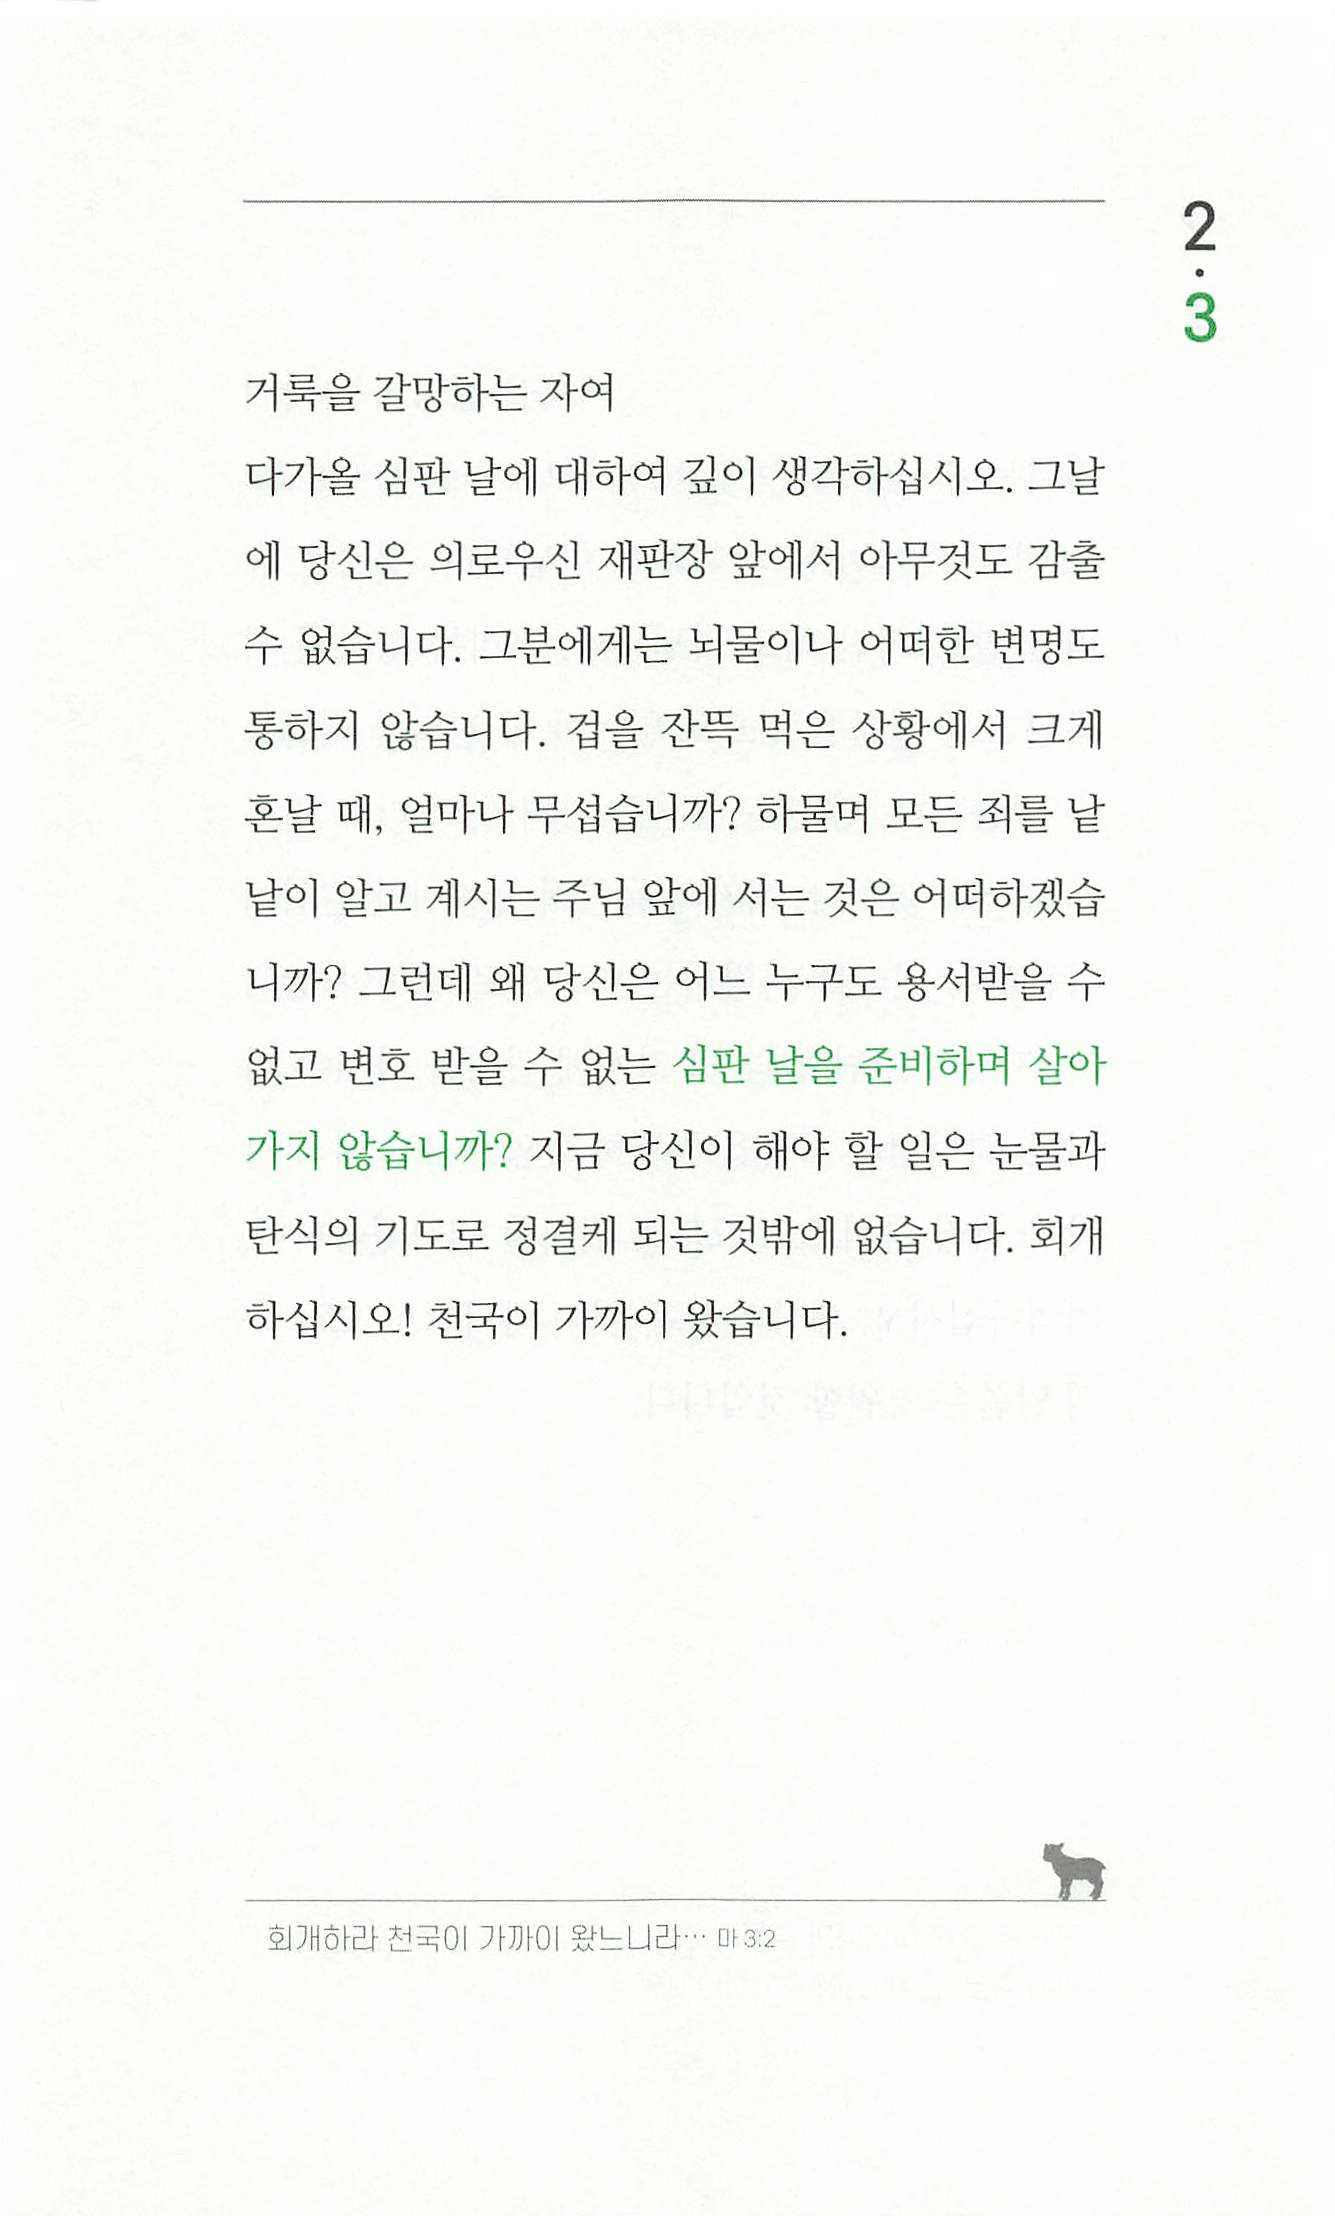 2
·
3
거룩을 갈망하는 자여
다가올 심판 날에 대하여 깊이 생각하십시오. 그날
에 당신은 의로우신 재판장 앞에서 아무것도 감출
수 없습니다. 그분에게는 뇌물이나 어떠한 변명도
통하지 않습니다. 겁을 잔뜩 먹은 상황에서 크게
혼날 때, 얼마나 무섭습니까? 하물며 모든 죄를 낱
낱이 알고 계시는 주님 앞에 서는 것은 어떠하겠습
니까? 그런데 왜 당신은 어느 누구도 용서받을 수
없고 변호 받을 수 없는 심판 날을 준비하며 살아
가지 않습니까? 지금 당신이 해야 할 일은 눈물과
탄식의 기도로 정결케 되는 것밖에 없습니다. 회개
하십시오! 천국이 가까이 왔습니다.
회개하라 천국이 가까이 왔느니라… 마 3:2